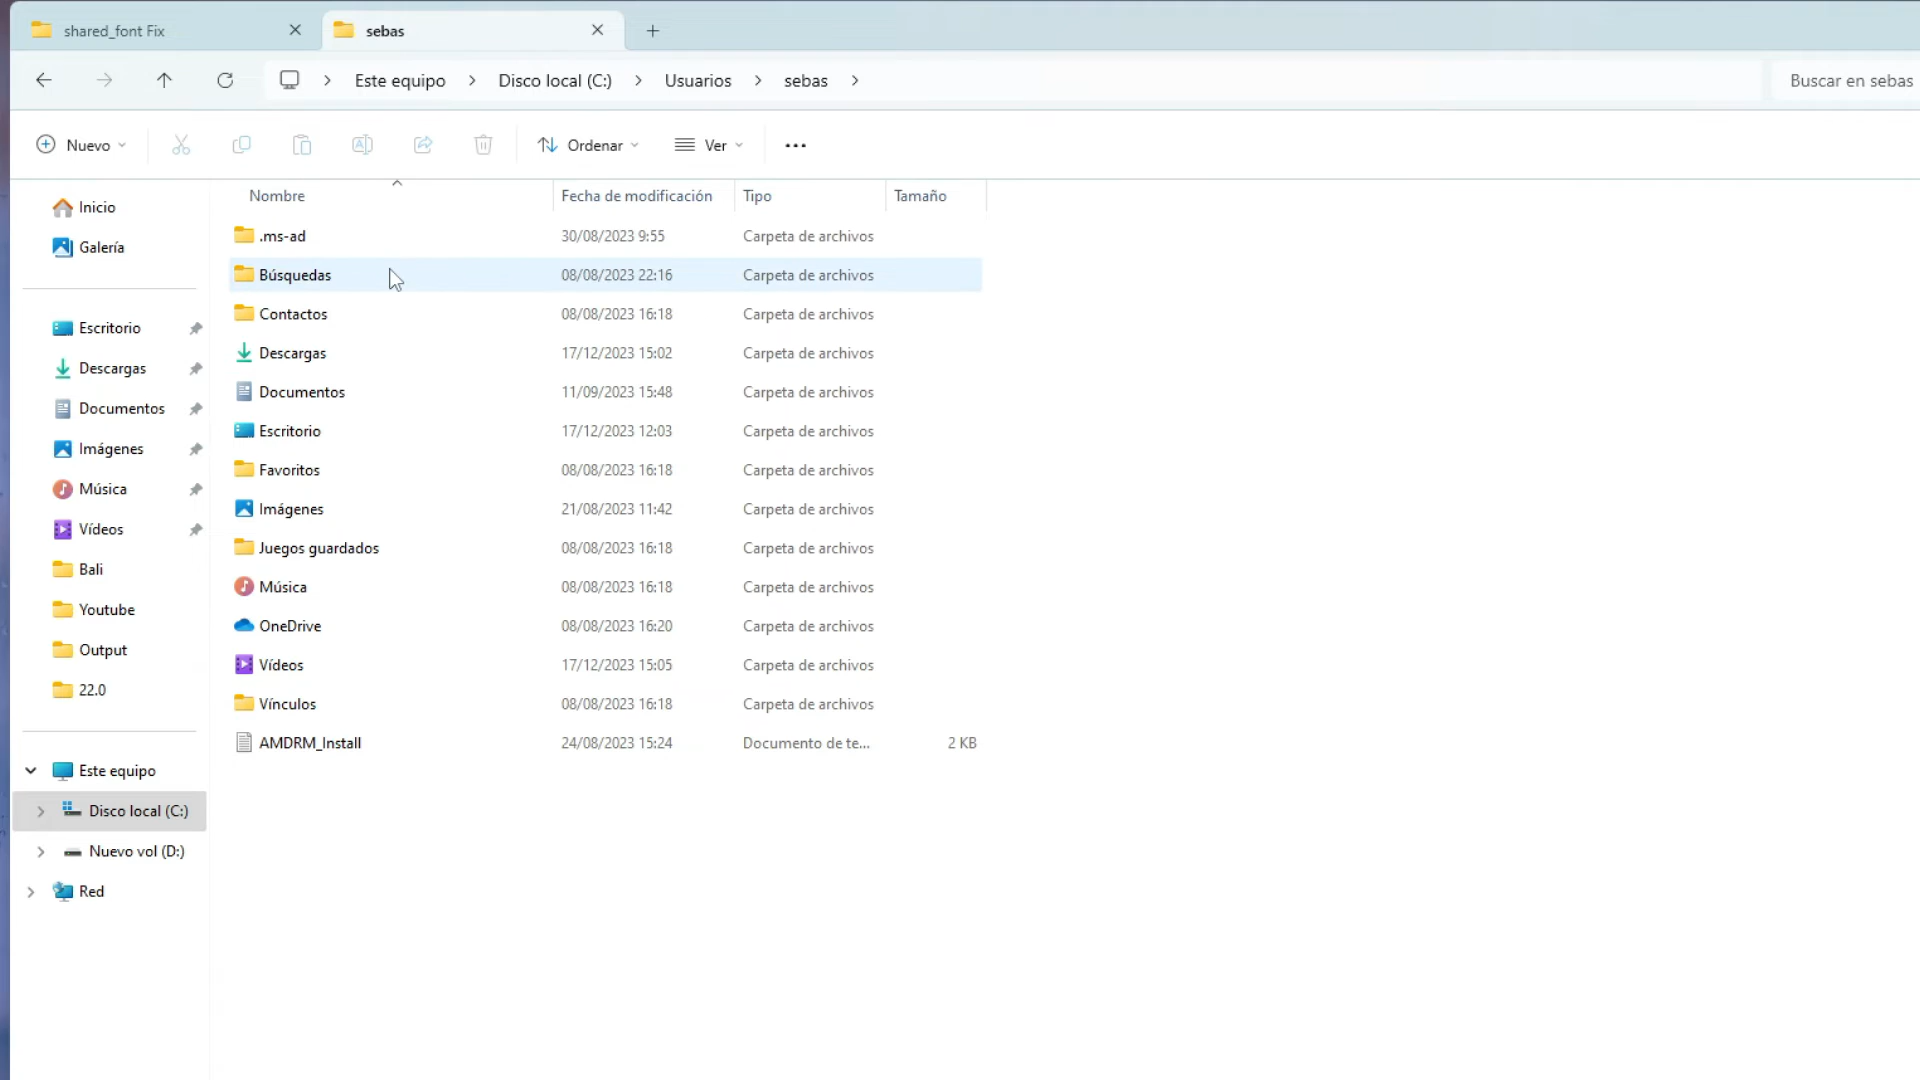 shared_font Fix
sebas
Este equipo > Disco local (C:) > Usuarios > sebas >
Buscar en sebas
Nuevo
Ordenar
Ver
Inicio
Galería
Escritorio
Descargas
Documentos
Imágenes
Música
Vídeos
Bali
Youtube
Output
22.0
Este equipo
Disco local (C:)
Nuevo vol (D:)
Red
Nombre Fecha de modificación Tipo Tamaño
.ms-ad 30/08/2023 9:55 Carpeta de archivos
Búsquedas 08/08/2023 22:16 Carpeta de archivos
Contactos 08/08/2023 16:18 Carpeta de archivos
Descargas 17/12/2023 15:02 Carpeta de archivos
Documentos 11/09/2023 15:48 Carpeta de archivos
Escritorio 17/12/2023 12:03 Carpeta de archivos
Favoritos 08/08/2023 16:18 Carpeta de archivos
Imágenes 21/08/2023 11:42 Carpeta de archivos
Juegos guardados 08/08/2023 16:18 Carpeta de archivos
Música 08/08/2023 16:18 Carpeta de archivos
OneDrive 08/08/2023 16:20 Carpeta de archivos
Vídeos 17/12/2023 15:05 Carpeta de archivos
Vínculos 08/08/2023 16:18 Carpeta de archivos
AMDRM_Install 24/08/2023 15:24 Documento de te... 2 KB